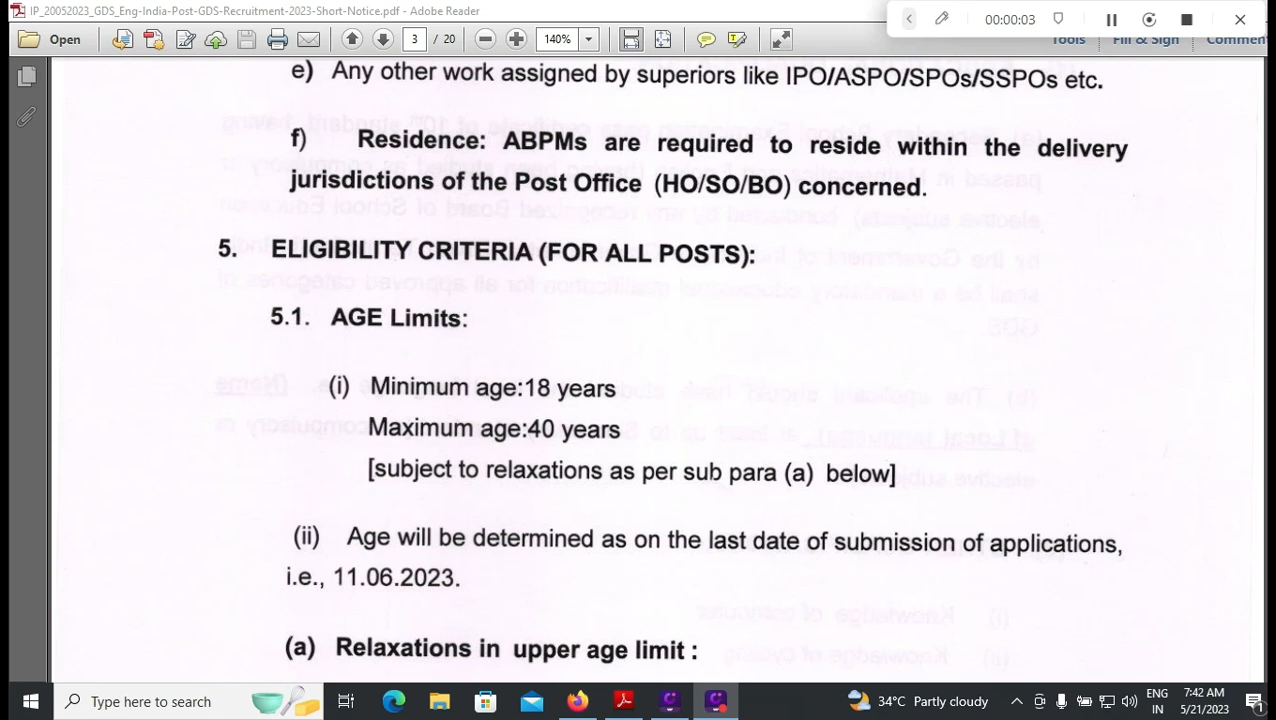 IP_20052023_GDS_Eng-India-Post-GDS-Recruitment-2023-Short-Notice.pdf - Adobe Reader
00:00:03
Open 3 / 20 140% Tools Fill & Sign Comment
e) Any other work assigned by superiors like IPO/ASPO/SPOs/SSPOs etc.
f) Residence: ABPMs are required to reside within the delivery
jurisdictions of the Post Office (HO/SO/BO) concerned.
5. ELIGIBILITY CRITERIA (FOR ALL POSTS):
5.1. AGE Limits:
(i) Minimum age:18 years
Maximum age:40 years
[subject to relaxations as per sub para (a) below]
(ii) Age will be determined as on the last date of submission of applications,
i.e., 11.06.2023.
(a) Relaxations in upper age limit :
Type here to search
34°C Partly cloudy
ENG
IN
7:42 AM
5/21/2023
1